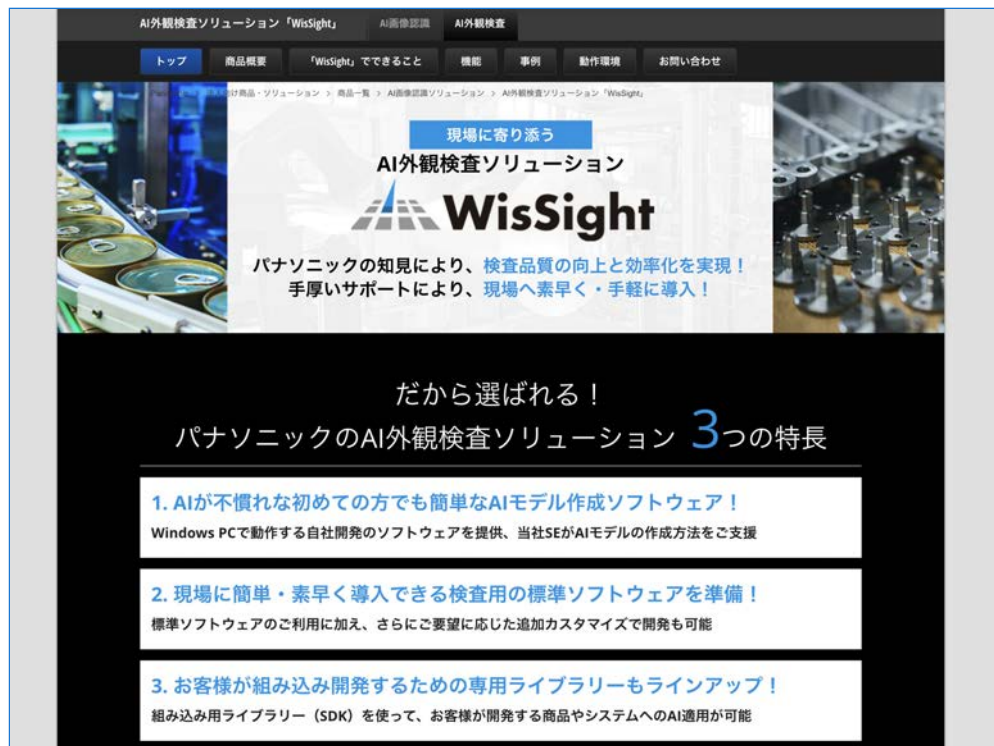 AI外観検査ソリューション「WisSight」 AI画像認識 AI外観検査
トップ 商品概要 「WisSight」でできること 機能 事例 動作環境 お問い合わせ
け商品・ソリューション > 商品一覧 > AI画像認識ソリューション > AI外観検査ソリューション「WisSight」
現場に寄り添う
AI外観検査ソリューション
WisSight
パナソニックの知見により、検査品質の向上と効率化を実現！
手厚いサポートにより、現場へ素早く・手軽に導入！
だから選ばれる！
パナソニックのAI外観検査ソリューション 3つの特長
1. AIが不慣れな初めての方でも簡単なAIモデル作成ソフトウェア！
Windows PCで動作する自社開発のソフトウェアを提供、当社SEがAIモデルの作成方法をご支援
2. 現場に簡単・素早く導入できる検査用の標準ソフトウェアを準備！
標準ソフトウェアのご利用に加え、さらにご要望に応じた追加カスタマイズで開発も可能
3. お客様が組み込み開発するための専用ライブラリーもラインアップ！
組み込み用ライブラリー（SDK）を使って、お客様が開発する商品やシステムへのAI適用が可能